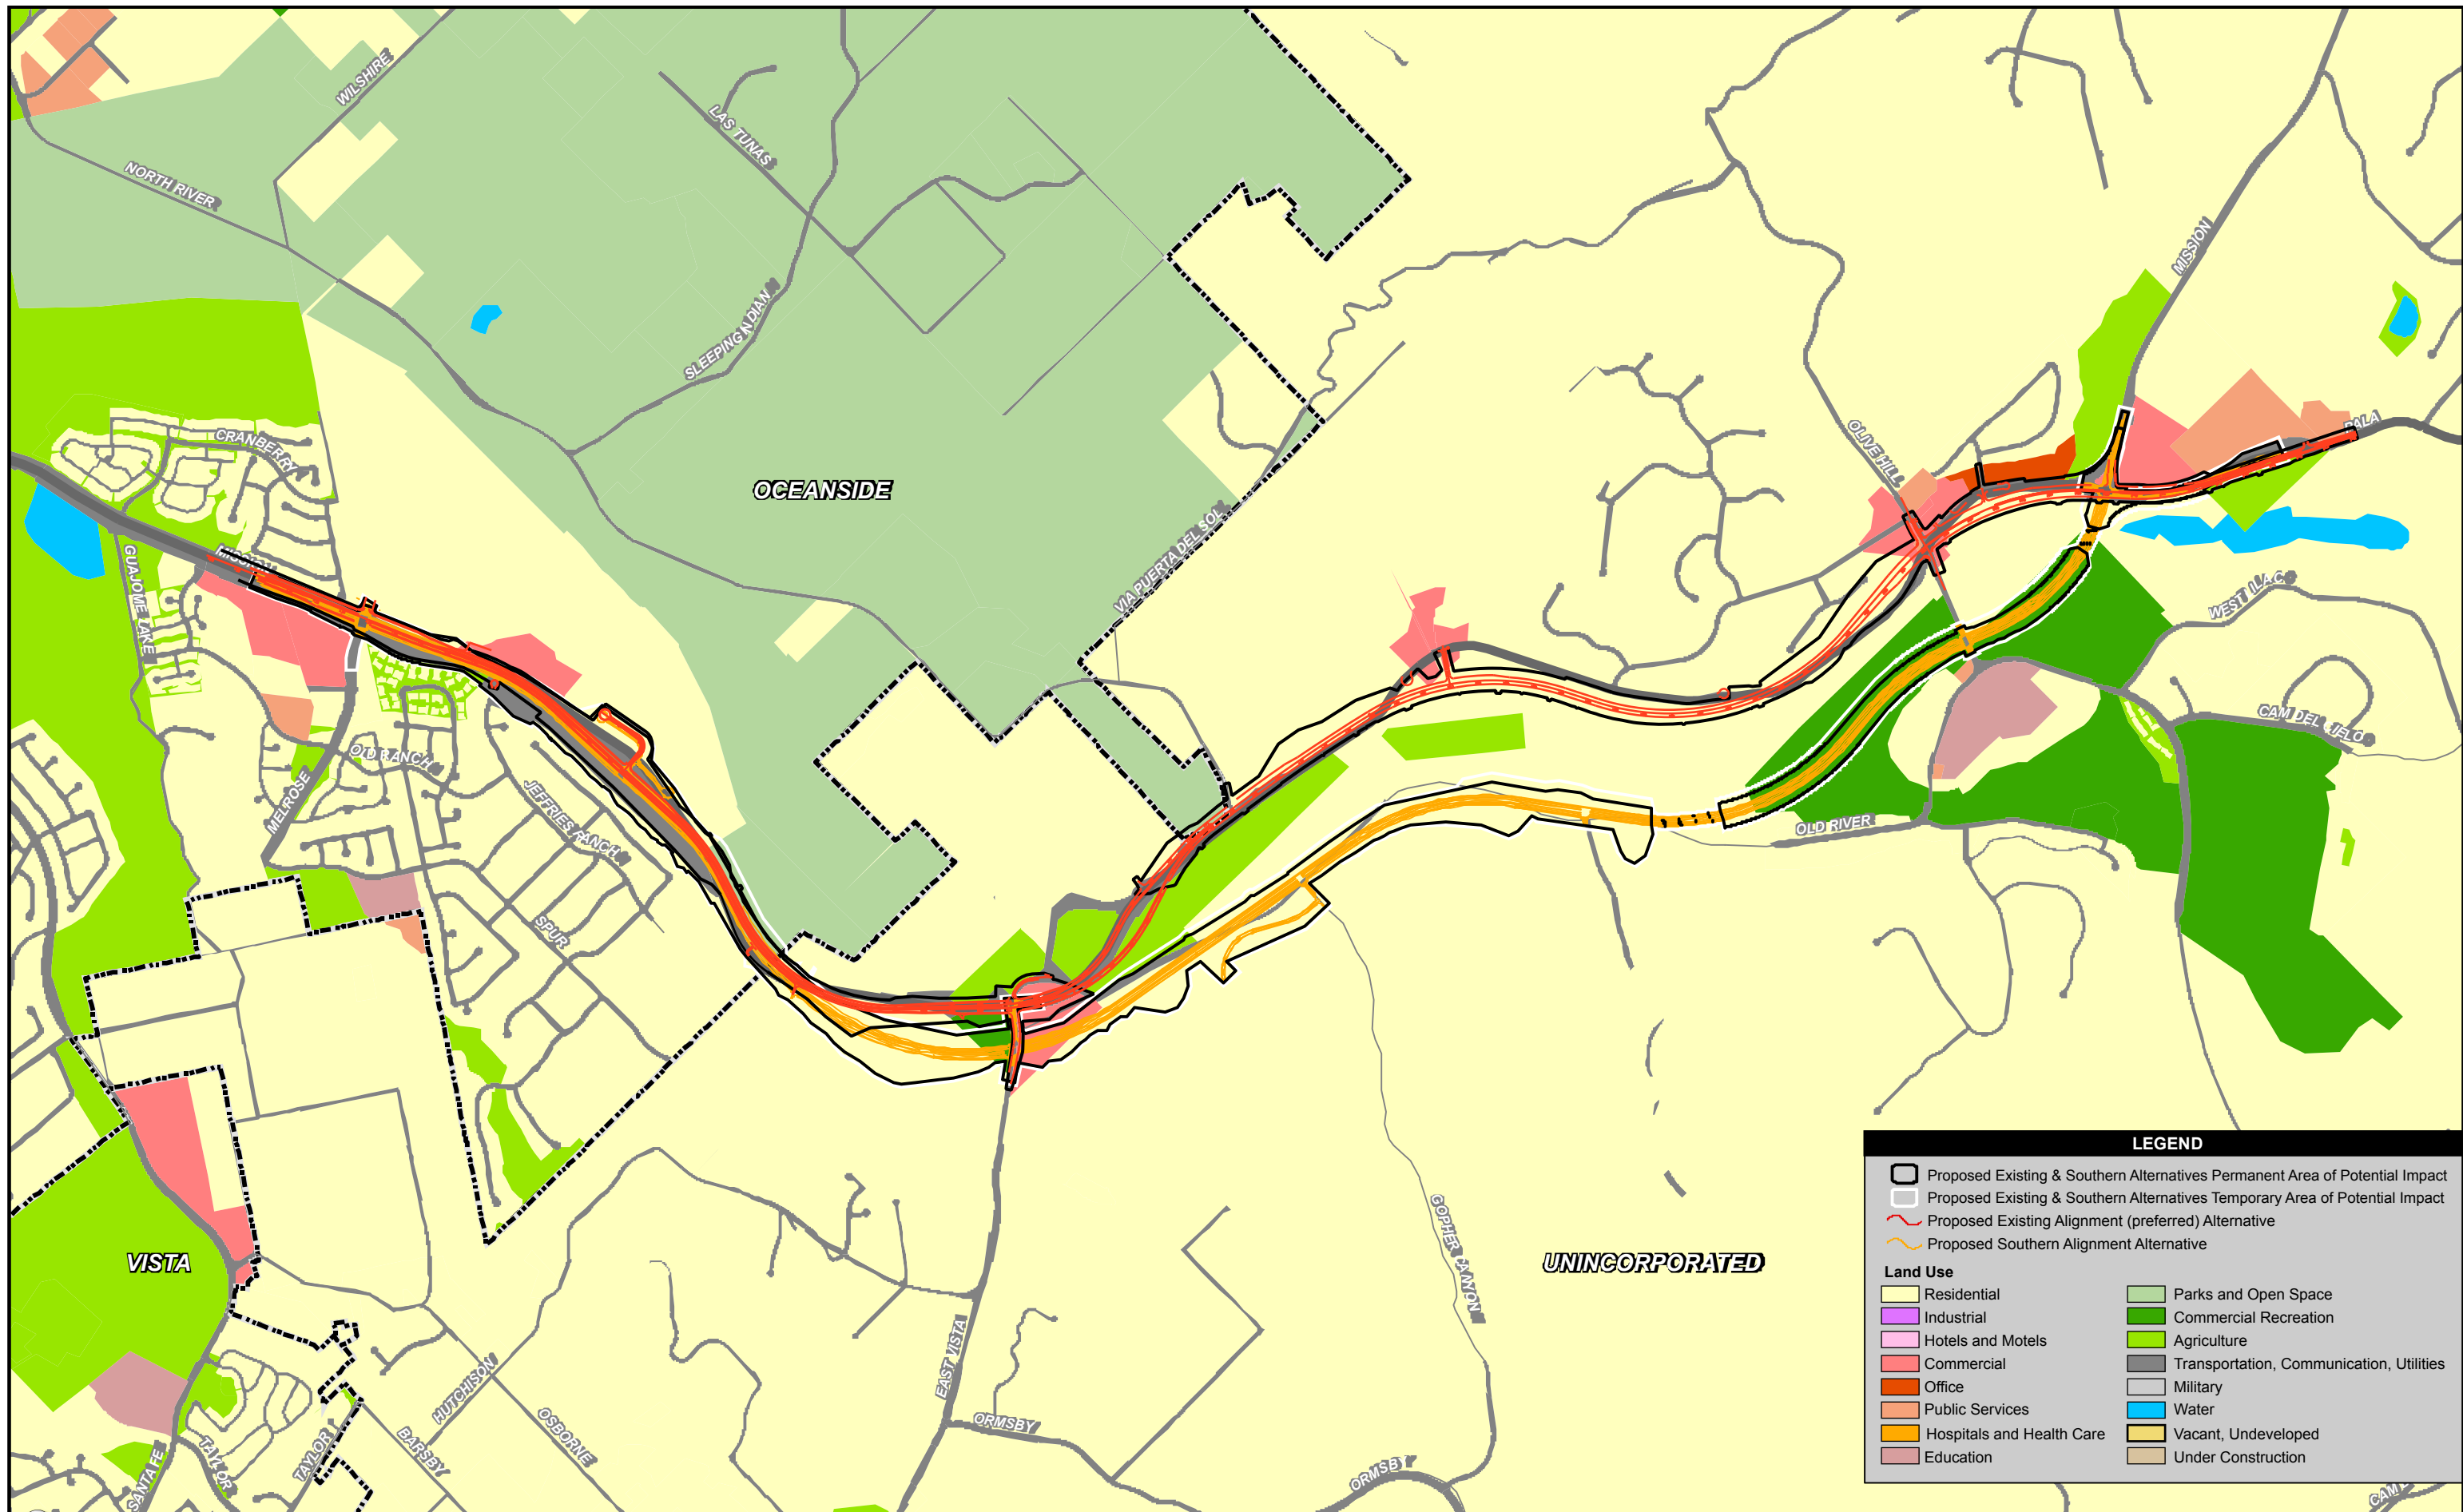 WILSHIRE
LAS TUNAS
NORTH RIVER
MISSION
SLEEPING INDIAN
CRANBERRY
OLIVE HILL
PALA
OCEANSIDE
VIA PUERTA DEL SOL
MISSION
GUAJOME LAKE
WEST LILAC
CAM DEL
OLD RANCH
MELROSE
JEFFRIES RANCH
OLD RIVER
SPUR
VISTA
UNINCORPORATED
GOPHER CANYON
EAST VISTA
HUTCHISON
OSBORNE
BARSBY
TAYLOR
TAYLOR
SANTA FE
ORMSBY
ORMSBY
LEGEND
Proposed Existing & Southern Alternatives Permanent Area of Potential Impact
Proposed Existing & Southern Alternatives Temporary Area of Potential Impact
Proposed Existing Alignment (preferred) Alternative
Proposed Southern Alignment Alternative
Land Use
Residential
Industrial
Hotels and Motels
Commercial
Office
Public Services
Hospitals and Health Care
Education
Parks and Open Space
Commercial Recreation
Agriculture
Transportation, Communication, Utilities
Military
Water
Vacant, Undeveloped
Under Construction